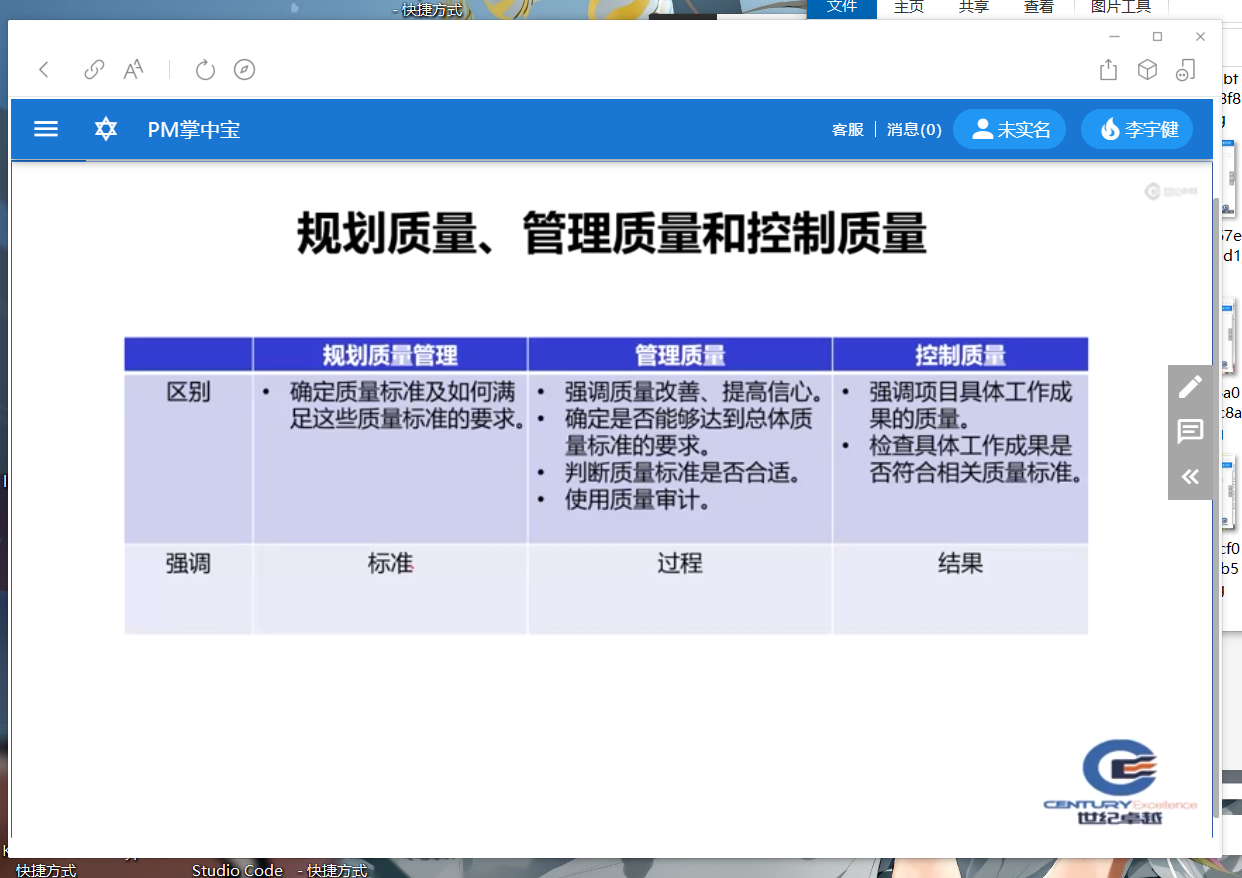 - 快捷方式
文件 主页 共享 查看 图片工具
PM掌中宝
客服 消息(0) 未实名 李宇健
规划质量、管理质量和控制质量
规划质量管理 管理质量 控制质量
区别
• 确定质量标准及如何满
足这些质量标准的要求。
• 强调质量改善、提高信心。
• 确定是否能够达到总体质
量标准的要求。
• 判断质量标准是否合适。
• 使用质量审计。
• 强调项目具体工作成
果的质量。
• 检查具体工作成果是
否符合相关质量标准。
强调 标准 过程 结果
CENTURY Excellence
世纪卓越
bf
3f8
57e
d1
a0
c8a
cf0
b5
快捷方式
Studio Code
- 快捷方式